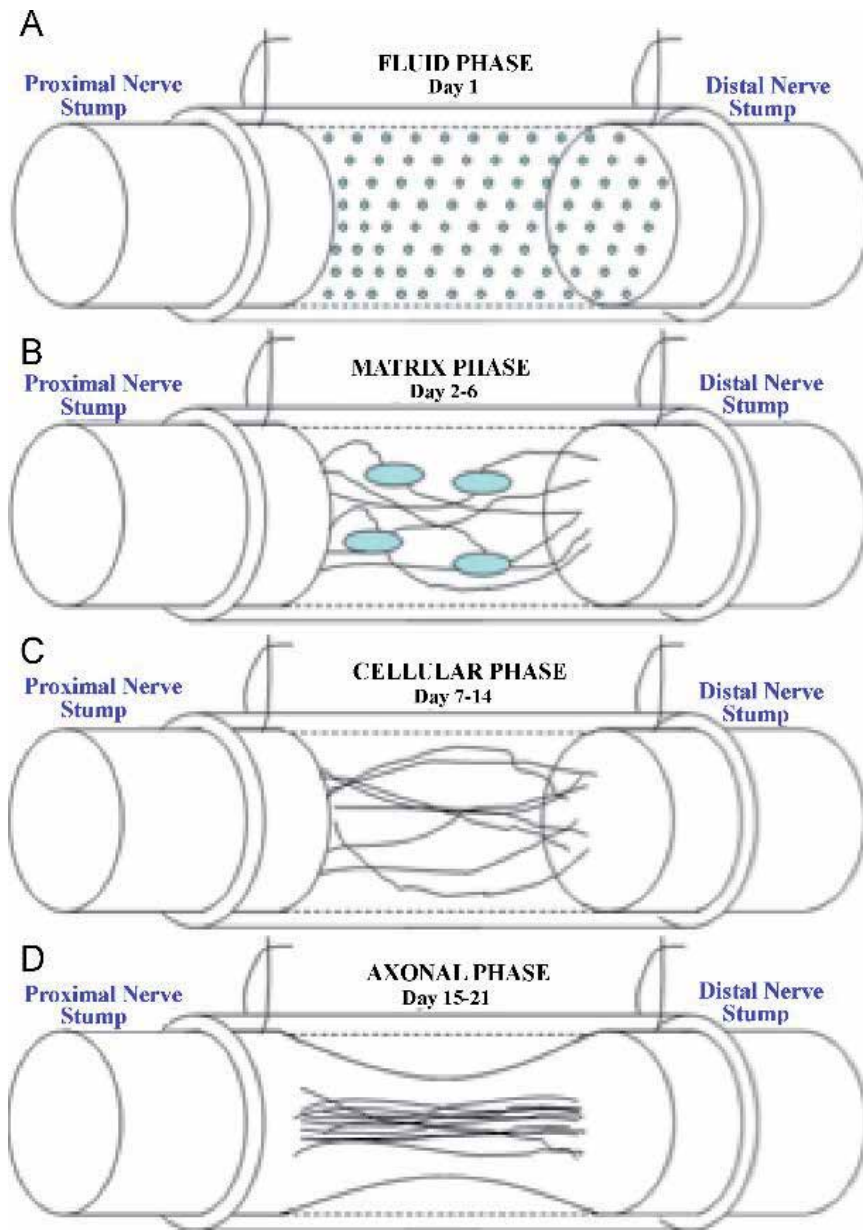 A
FLUID PHASE
Day 1
Proximal Nerve
Stump
Distal Nerve
Stump
B
MATRIX PHASE
Day 2-6
Proximal Nerve
Stump
Distal Nerve
Stump
C
CELLULAR PHASE
Day 7-14
Proximal Nerve
Stump
Distal Nerve
Stump
D
AXONAL PHASE
Day 15-21
Proximal Nerve
Stump
Distal Nerve
Stump